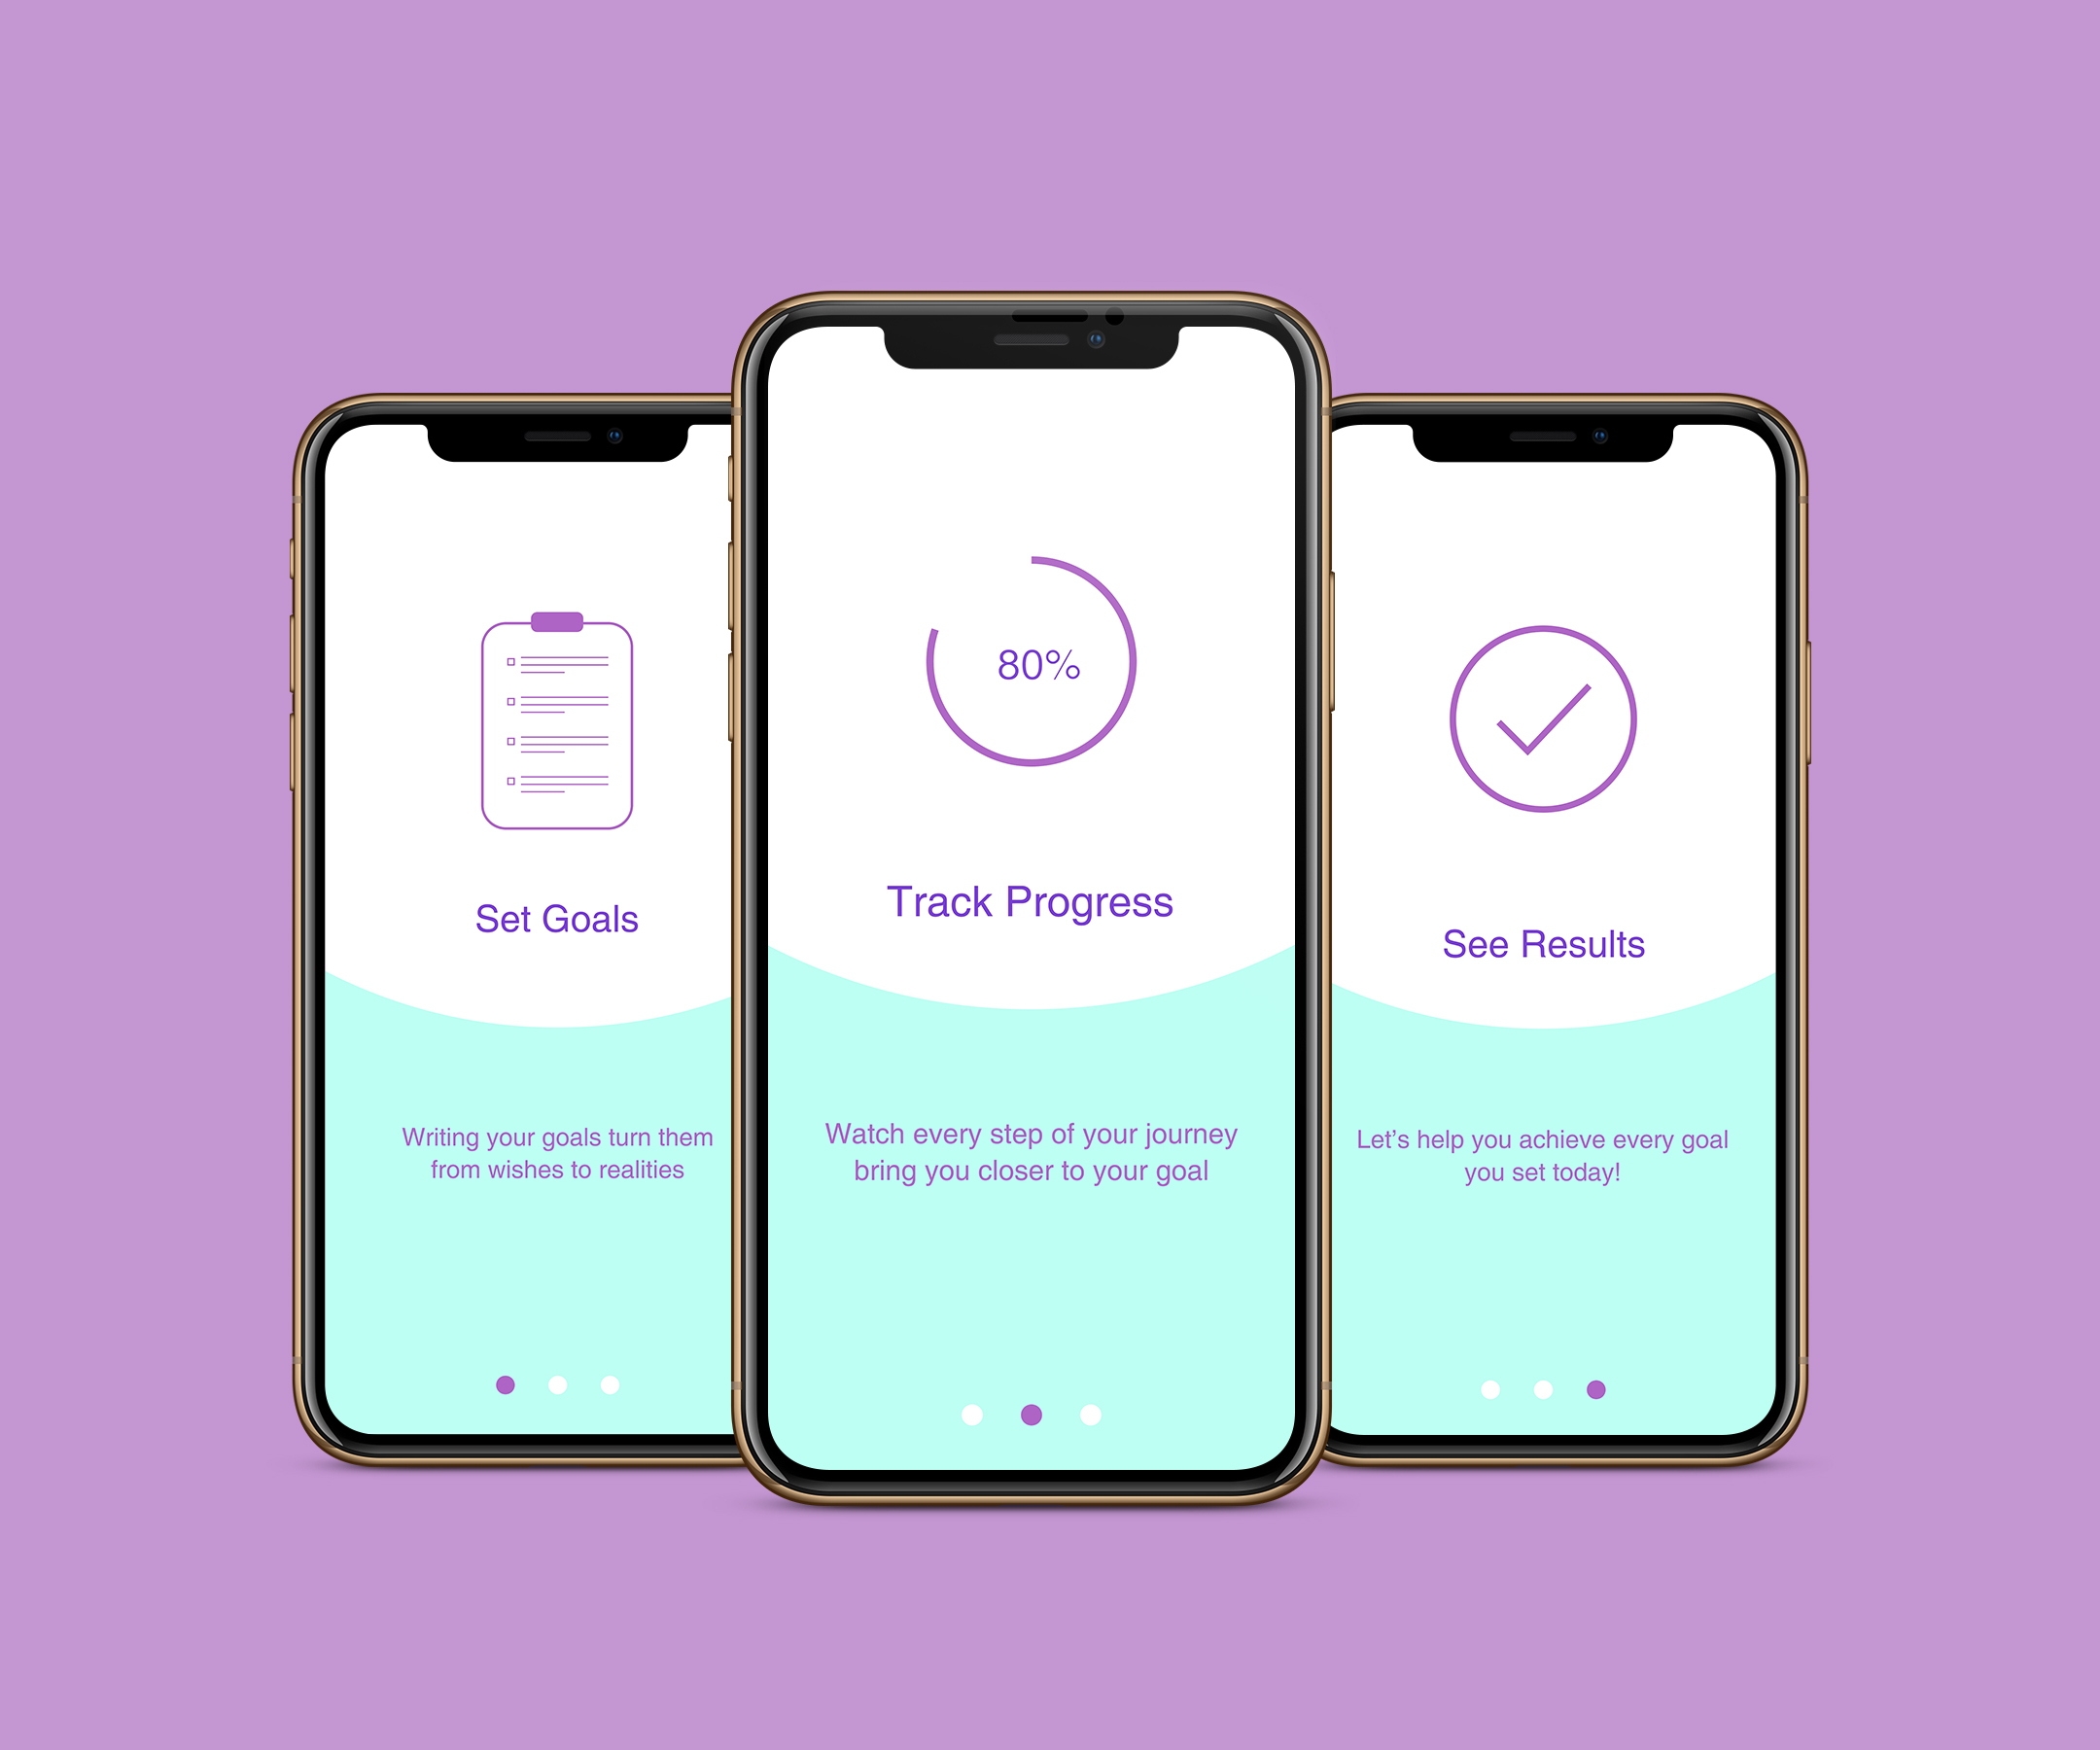 Set Goals
Writing your goals turn them
from wishes to realities
80%
Track Progress
Watch every step of your journey
bring you closer to your goal
See Results
Let's help you achieve every goal
you set today!